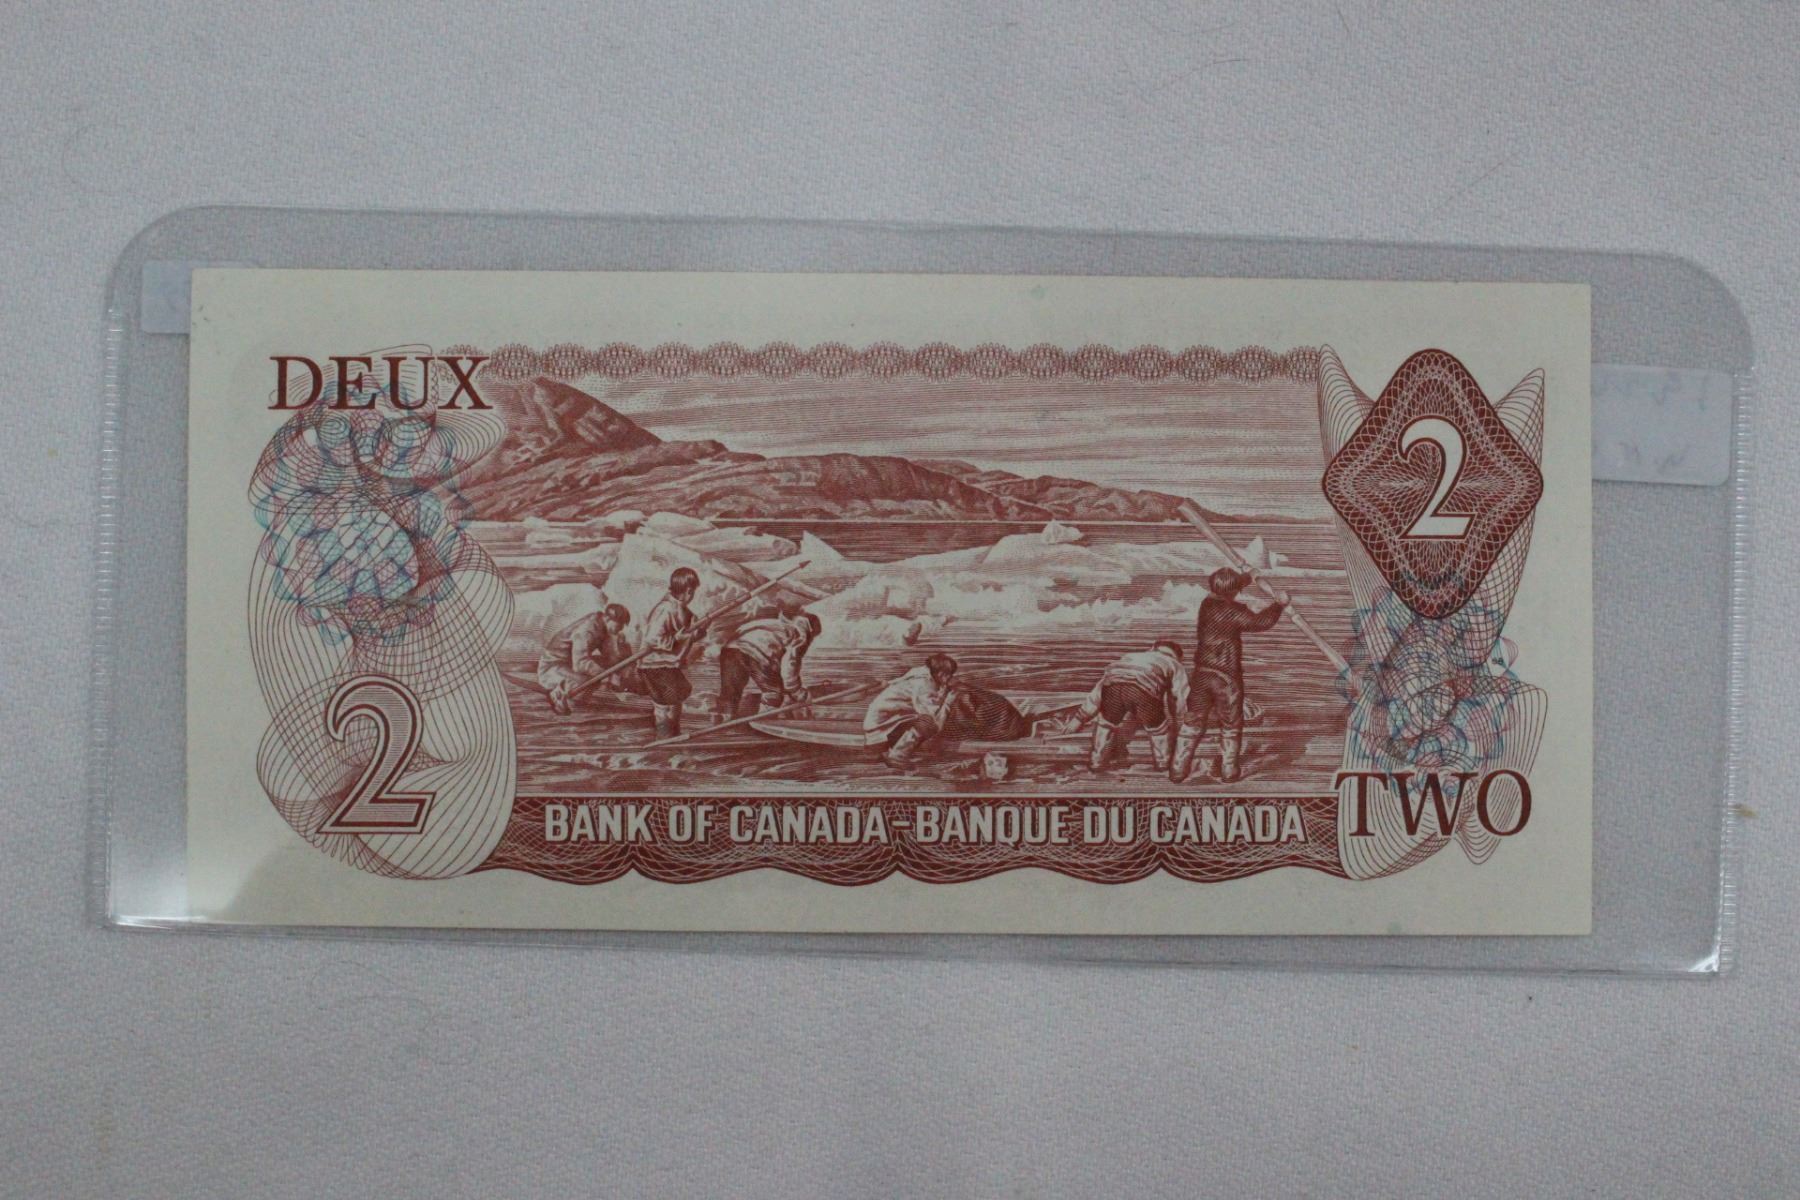 DEUX
2
2
BANK OF CANADA-BANQUE DU CANADA
TWO